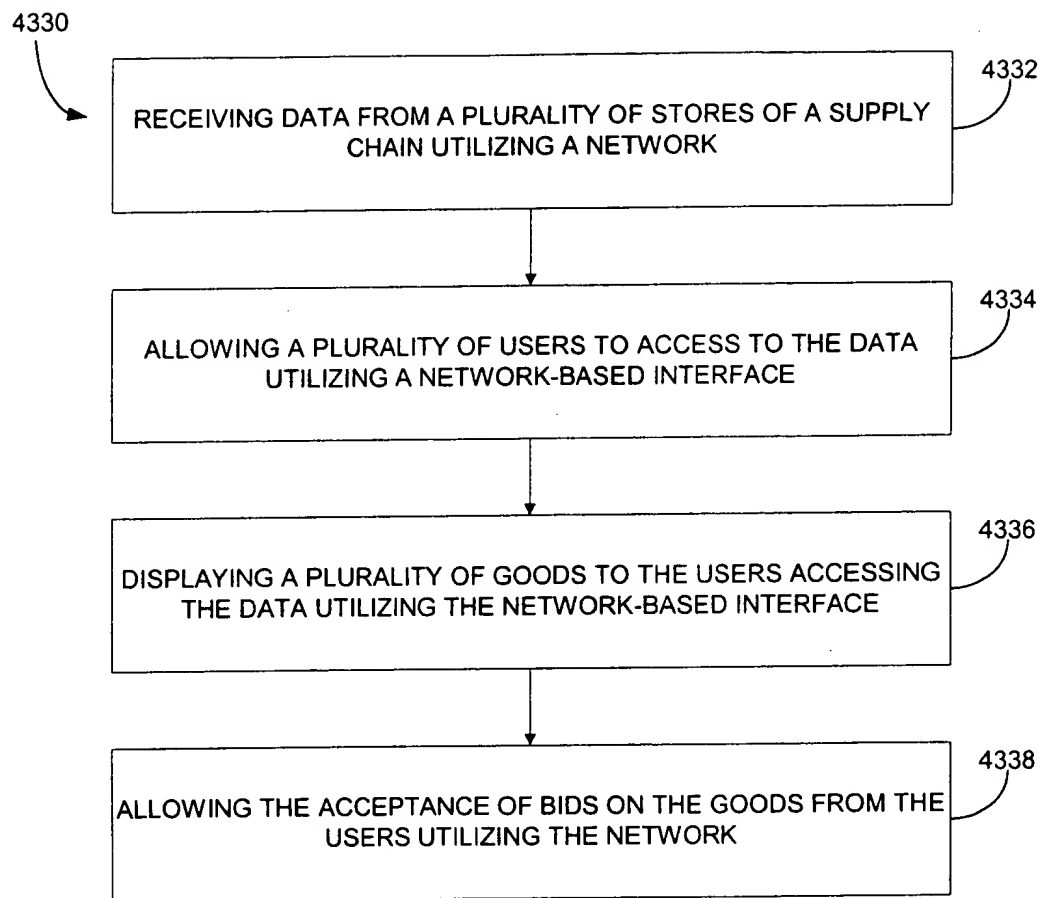 4330
4332
RECEIVING DATA FROM A PLURALITY OF STORES OF A SUPPLY
CHAIN UTILIZING A NETWORK
4334
ALLOWING A PLURALITY OF USERS TO ACCESS TO THE DATA
UTILIZING A NETWORK-BASED INTERFACE
4336
DISPLAYING A PLURALITY OF GOODS TO THE USERS ACCESSING
THE DATA UTILIZING THE NETWORK-BASED INTERFACE
4338
ALLOWING THE ACCEPTANCE OF BIDS ON THE GOODS FROM THE
USERS UTILIZING THE NETWORK